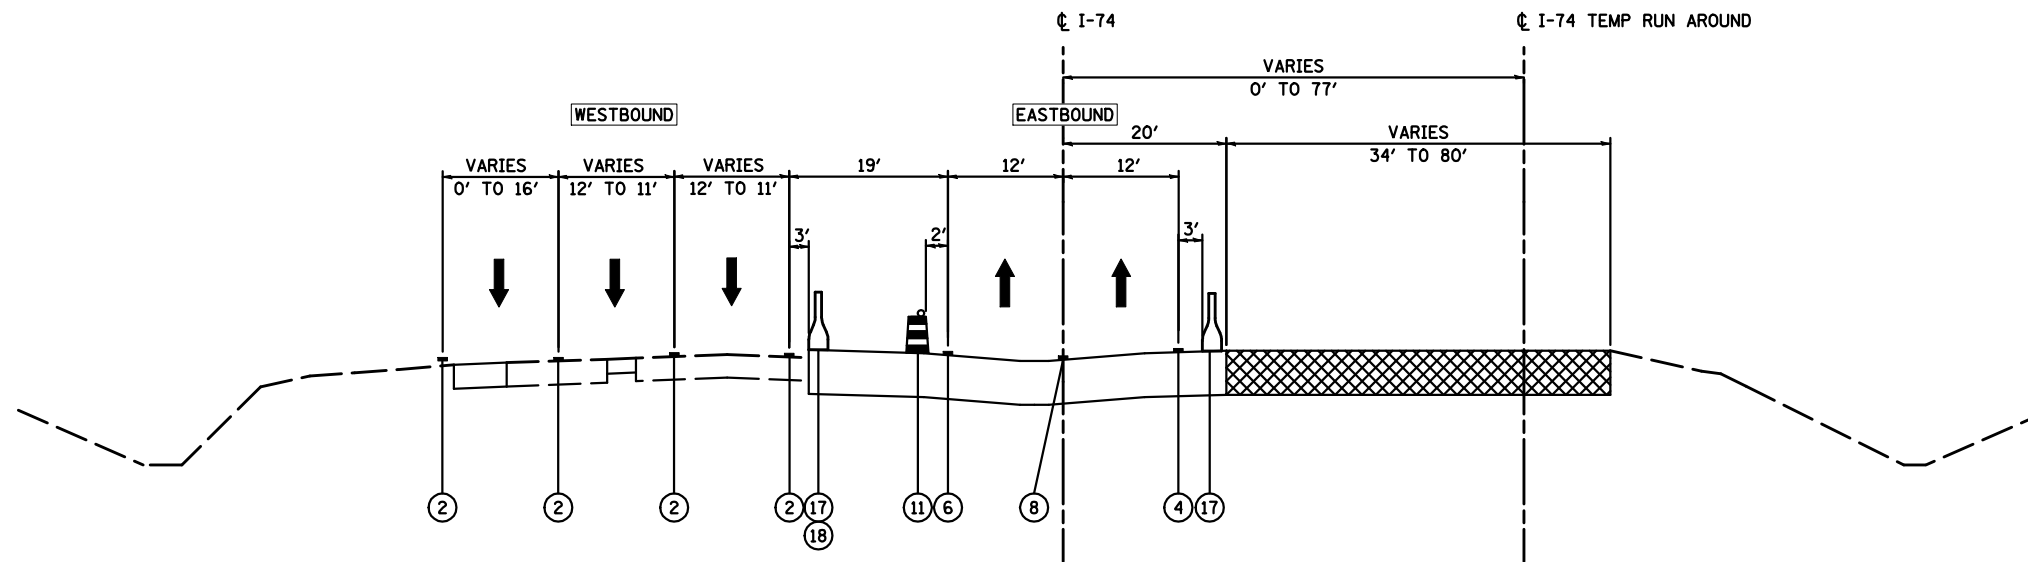 ℄ I-74
℄ I-74 TEMP RUN AROUND
VARIES
0' TO 77'
WESTBOUND
EASTBOUND
20'
VARIES
34' TO 80'
VARIES
0' TO 16'
VARIES
12' TO 11'
VARIES
12' TO 11'
19'
12'
12'
3'
2'
3'
2
2
2
2
17
11
6
8
4
17
18